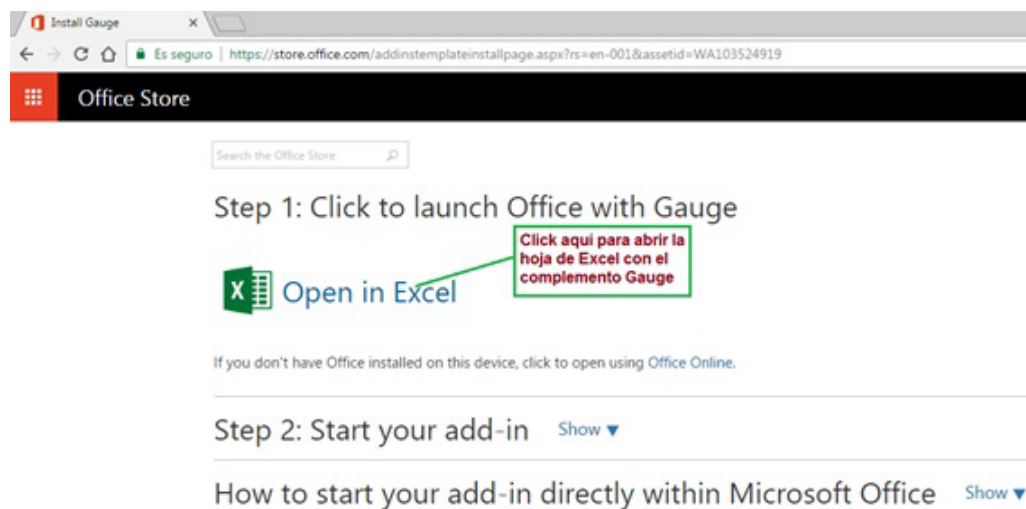 Install Gauge
Es seguro | https://store.office.com/addinstemplateinstallpage.aspx?rs=en-001&assetid=WA103524919
Office Store
Search the Office Store
Step 1: Click to launch Office with Gauge
Click aqui para abrir la
hoja de Excel con el
complemento Gauge
Open in Excel
If you don't have Office installed on this device, click to open using Office Online.
Step 2: Start your add-in Show ▼
How to start your add-in directly within Microsoft Office Show ▼